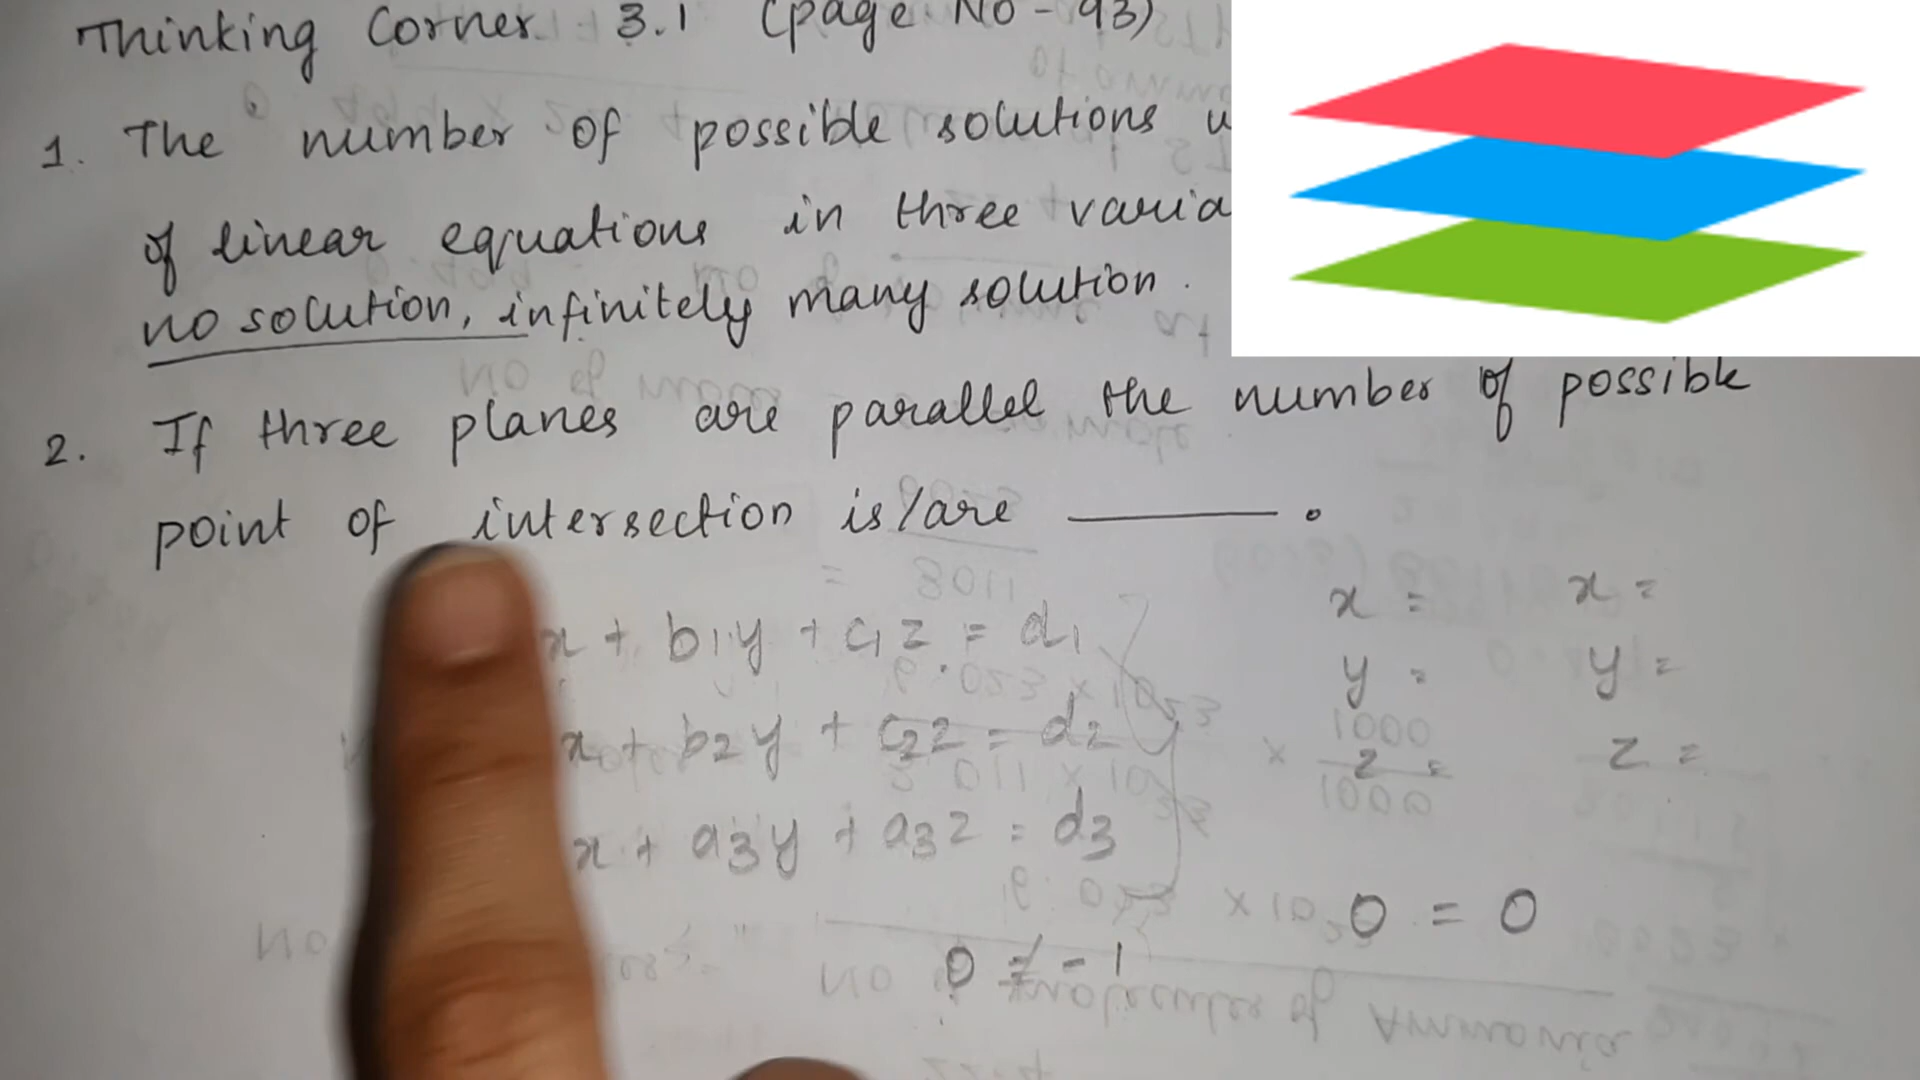 Thinking Corner 3.1 (page No - 93)
1. The number of possible solutions
of linear equations in three
no solution, infinitely many solution.
2. If three planes are parallel the number of possible
point of intersection is/are ———.
x + b1y + c1z = d1
x + b2y + c2z = d2
x + a3y + a3z = d3
x = x =
y = y =
z = z =
0 = 0
0 ≠ -1